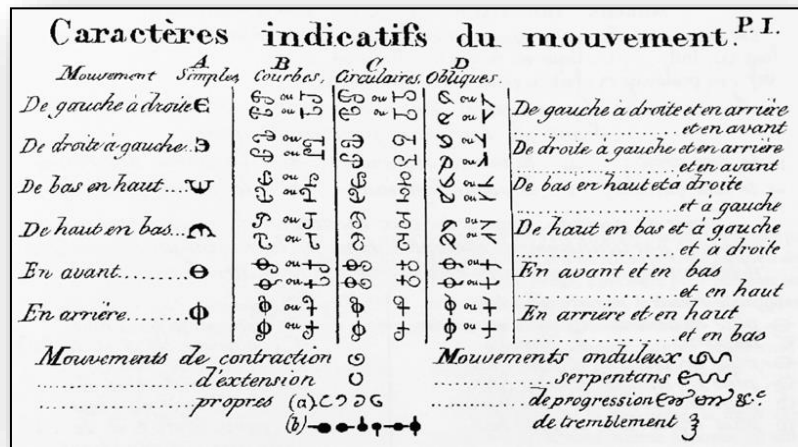 Caractères indicatifs du mouvement. P. I.
A B C D
Mouvement Simples, Courbes, Circulaires, Obliques.
De gauche à droite ou ou ou De gauche à droite et en arrière
et en avant
De droite à gauche ou ou De droite à gauche et en arrière
et en avant
De bas en haut ou ou De bas en haut et à droite
et à gauche
De haut en bas ou ou De haut en bas et à gauche
ou ou et à droite
En avant ou ou En avant et en bas
et en haut
En arrière ou ou En arrière et en haut
et en bas
Mouvements de contraction Mouvements onduleux
d'extension serpentans
propres (a) de progression &c.
(b) de tremblement